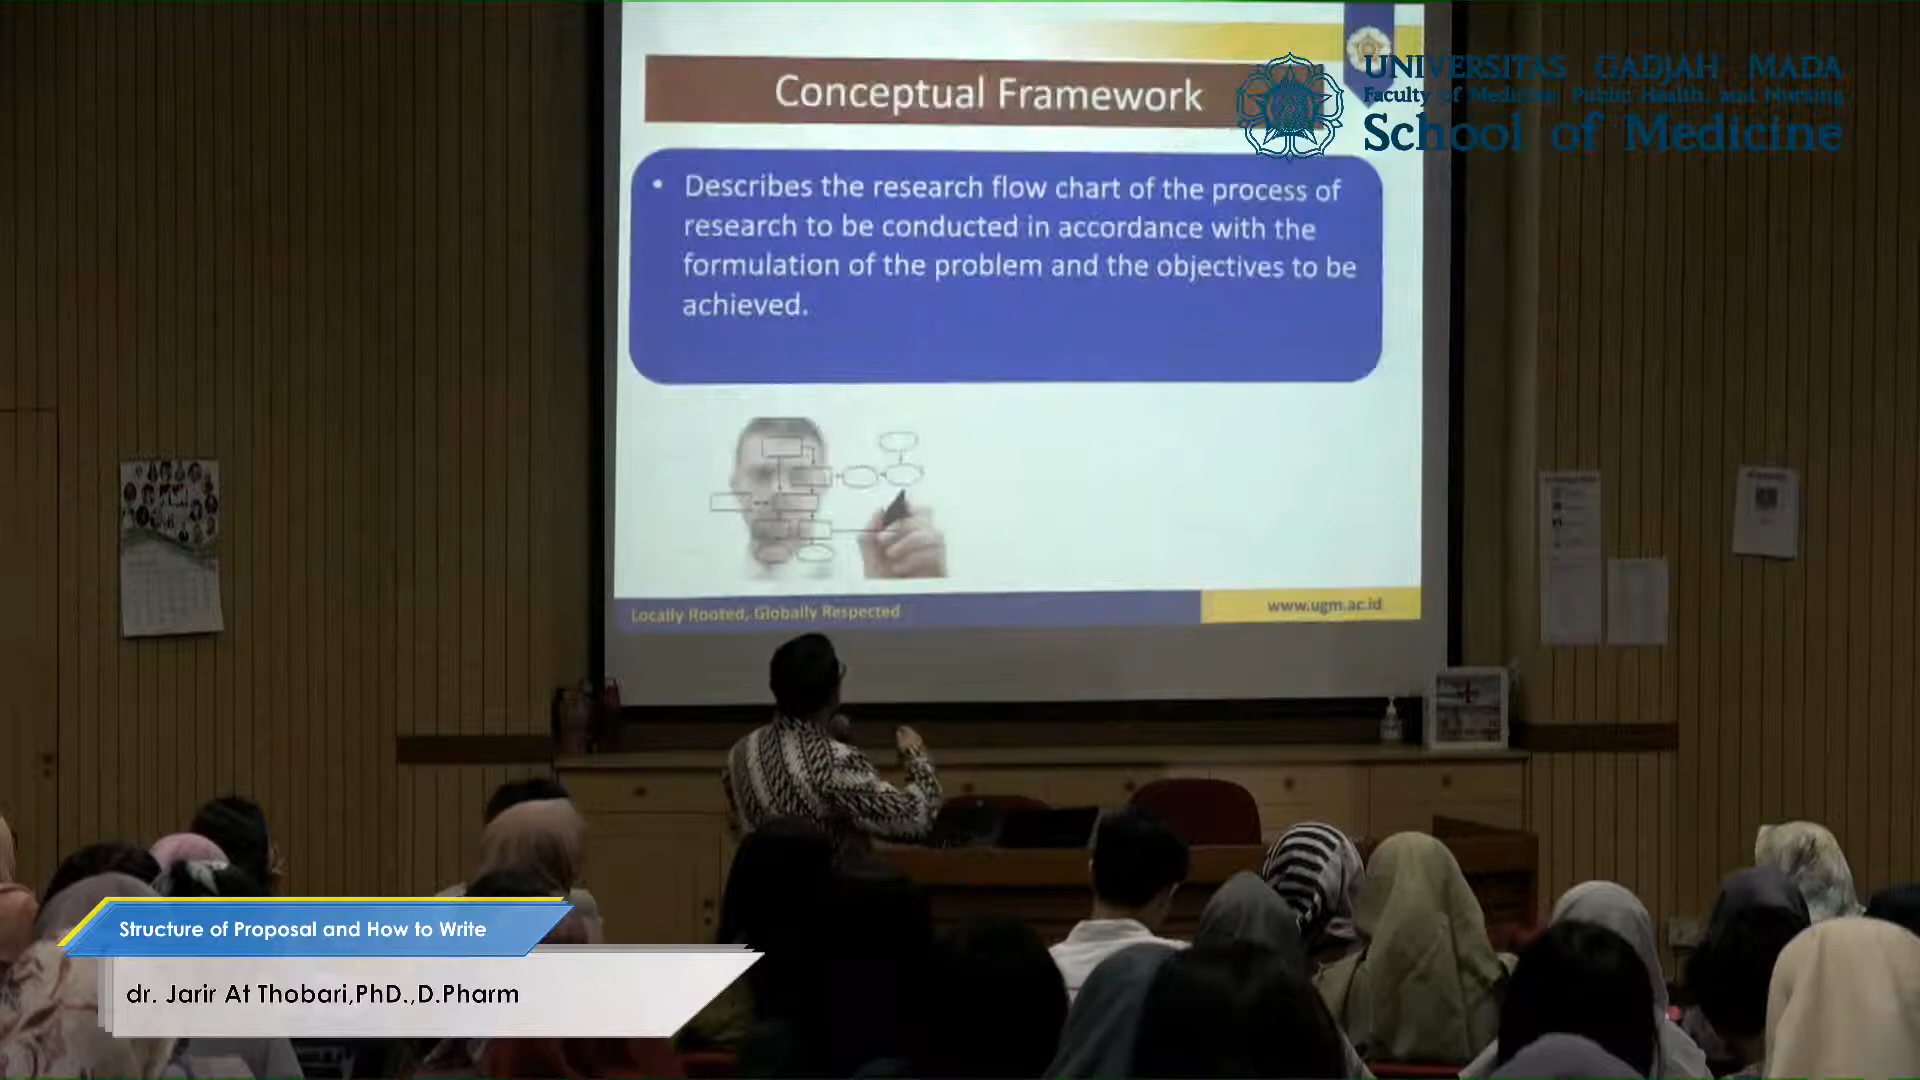 Conceptual Framework
UNIVERSITAS GADJAH MADA
Faculty of Medicine, Public Health, and Nursing
School of Medicine
• Describes the research flow chart of the process of
research to be conducted in accordance with the
formulation of the problem and the objectives to be
achieved.
Locally Rooted, Globally Respected
www.ugm.ac.id
Structure of Proposal and How to Write
dr. Jarir At Thobari,PhD.,D.Pharm